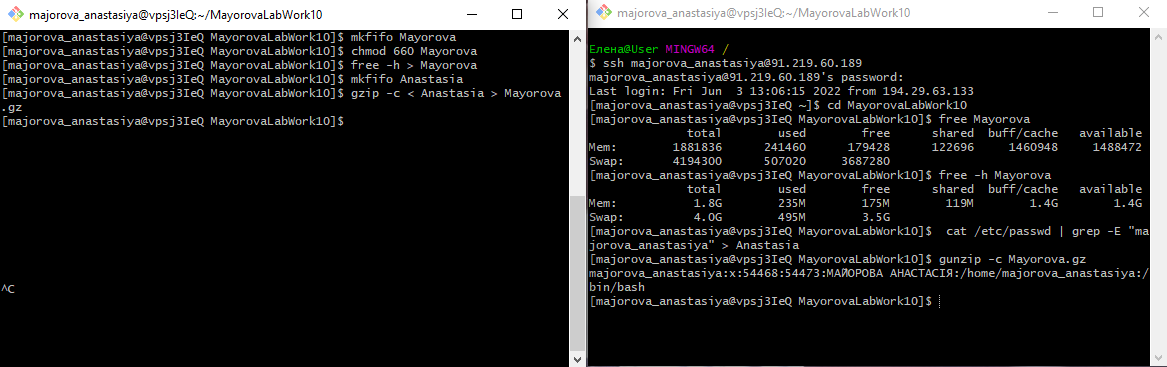 majorova_anastasiya@vpsj3IeQ:~/MayorovaLabWork10
[majorova_anastasiya@vpsj3IeQ MayorovaLabWork10]$ mkfifo Mayorova
[majorova_anastasiya@vpsj3IeQ MayorovaLabWork10]$ chmod 660 Mayorova
[majorova_anastasiya@vpsj3IeQ MayorovaLabWork10]$ free -h > Mayorova
[majorova_anastasiya@vpsj3IeQ MayorovaLabWork10]$ mkfifo Anastasia
[majorova_anastasiya@vpsj3IeQ MayorovaLabWork10]$ gzip -c < Anastasia > Mayorova
.gz
[majorova_anastasiya@vpsj3IeQ MayorovaLabWork10]$
^C
majorova_anastasiya@vpsj3IeQ:~/MayorovaLabWork10
Елена@User MINGW64 /
$ ssh majorova_anastasiya@91.219.60.189
majorova_anastasiya@91.219.60.189's password:
Last login: Fri Jun  3 13:06:15 2022 from 194.29.63.133
[majorova_anastasiya@vpsj3IeQ ~]$ cd MayorovaLabWork10
[majorova_anastasiya@vpsj3IeQ MayorovaLabWork10]$ free Mayorova
total used free shared buff/cache available
Mem: 1881836 241460 179428 122696 1460948 1488472
Swap: 4194300 507020 3687280
[majorova_anastasiya@vpsj3IeQ MayorovaLabWork10]$ free -h Mayorova
total used free shared buff/cache available
Mem: 1.8G 235M 175M 119M 1.4G 1.4G
Swap: 4.0G 495M 3.5G
[majorova_anastasiya@vpsj3IeQ MayorovaLabWork10]$  cat /etc/passwd | grep -E "ma
jorova_anastasiya" > Anastasia
[majorova_anastasiya@vpsj3IeQ MayorovaLabWork10]$ gunzip -c Mayorova.gz
majorova_anastasiya:x:54468:54473:МАЙОРОВА АНАСТАСІЯ:/home/majorova_anastasiya:/
bin/bash
[majorova_anastasiya@vpsj3IeQ MayorovaLabWork10]$